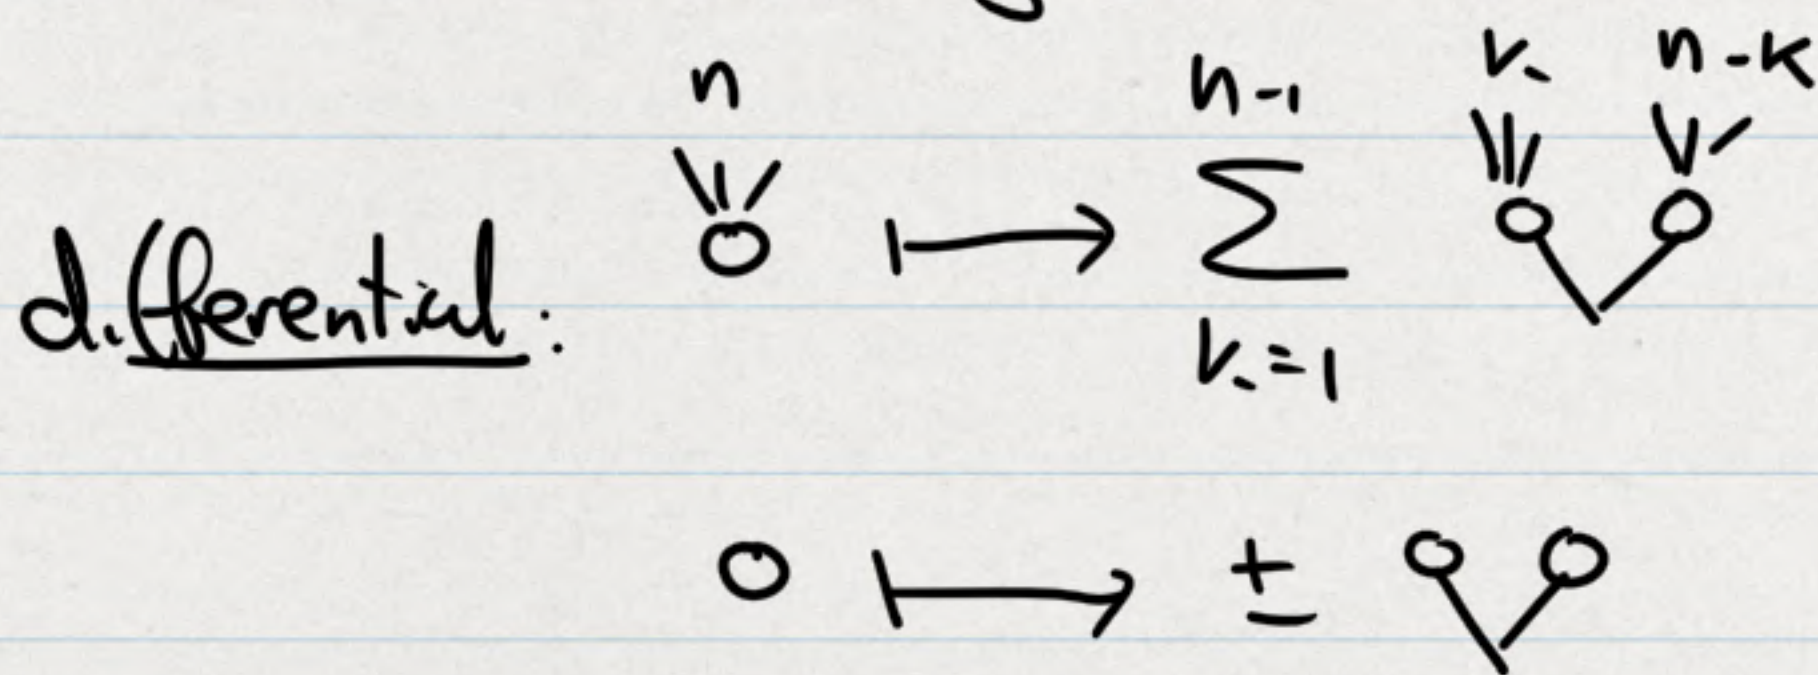 n n-1 k n-k
differential: ↦ Σ
k=1
↦ ±